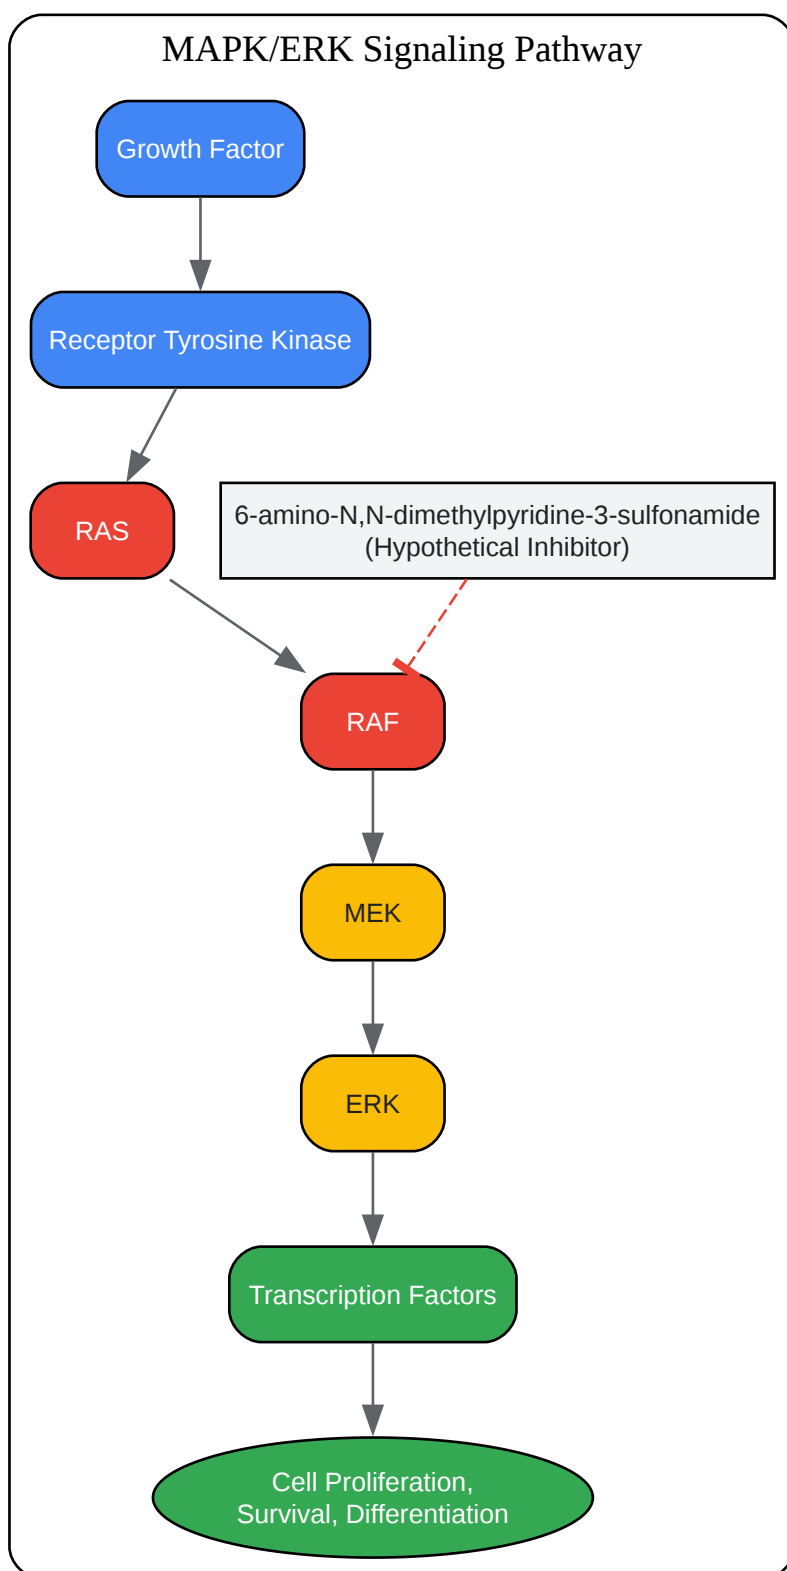 MAPK/ERK Signaling Pathway
Growth Factor
Receptor Tyrosine Kinase
RAS
6-amino-N,N-dimethylpyridine-3-sulfonamide
(Hypothetical Inhibitor)
RAF
MEK
ERK
Transcription Factors
Cell Proliferation,
Survival, Differentiation